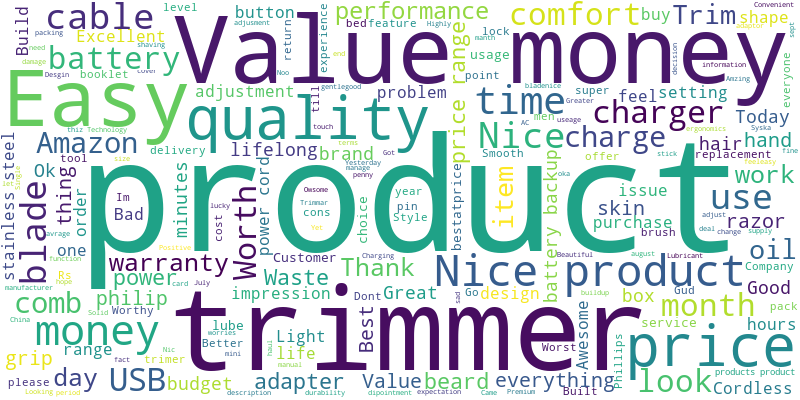 product
trimmer
Value
money
Easy
quality
price
Nice product
Nice
time
money
USB
use
look
month
blade
cable
battery
performance
comfort
Trim
shape
button
Excellent
Build
level
booklet
adjustment
Amazon
lifelong
brand
minutes
till
problem
return
experience
bed
feature
Highly
lock
buy
usage
point
price range
super
setting
feel
men
charger
charge
Today
everyone
Convenient
adaptor
information
decision
Amzing
sept
hair
replacement
hand
Syska
fine
ergonomics
work
touch
Smooth
offer
AC
useage
Greater
bladenice
gentlegood
month
Got
terms
Yesterday
manage
penny
year
pin
Style
choice
cons
Owsome
Trimmar
lucky
cost
Im
Bad
power cord
order
tool
Ok
thing
stainless steel
delivery
shaving
Noo
end
Cover
adjusment
packing
need
damage
Desgin
thiz
Technology
size
one
Rs
Positive
function
manufacturer
hope
China
comb
philip
power
warranty
Worth
Waste
Customer
Thank
bestatprice
item
skin
issue
purchase
brush
stick
feeleasy
oka
razor
deal
change
adjust
supply
oil
Company
Lubricant
august
Beautiful
Gud
Good
pack
hours
box
service
Phillips
Awesome
battery backup
design
Go
sad
Dont
Great
Best
impression
July
card
Charging
Worthy
Solid
lube
Light
Better
worries
mini
life
manual
range
trimer
Nic
fact
grip
please
Looking
period
day
budget
description
adapter
durability
Value
dipointment
expectation
beard
Came
Premium
everything
Built
Worst
buildup
Cordless
products product